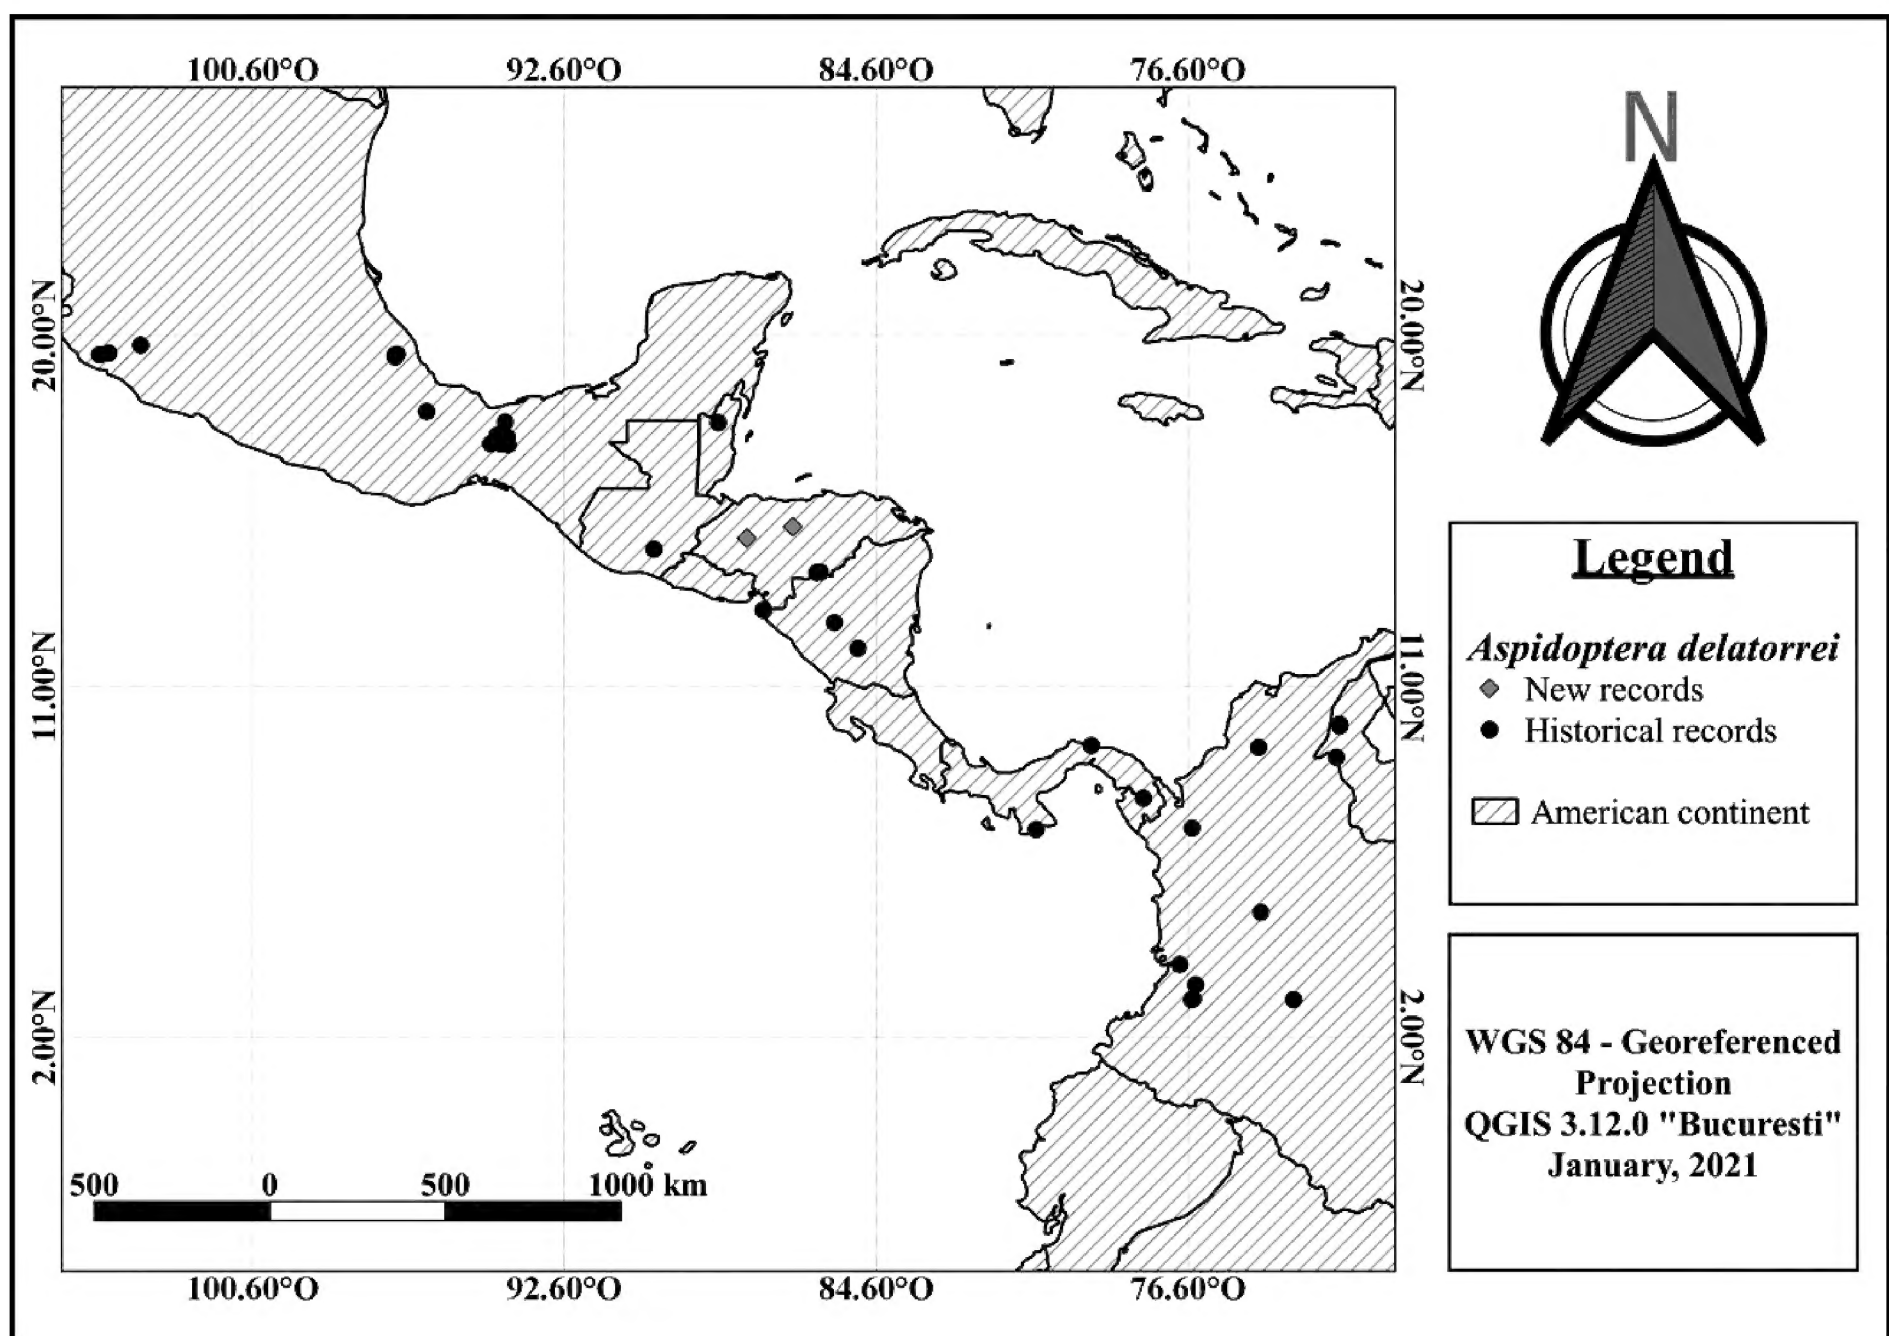 100.60°O 92.60°O 84.60°O 76.60°O
N
20.00°N
20.00°N
11.00°N
11.00°N
2.00°N
2.00°N
Legend
Aspidoptera delatorrei
New records
Historical records
American continent
WGS 84 - Georeferenced
Projection
QGIS 3.12.0 "Bucuresti"
January, 2021
500 0 500 1000 km
100.60°O 92.60°O 84.60°O 76.60°O